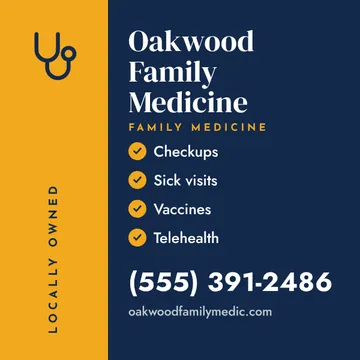 Oakwood
Family
Medicine
FAMILY MEDICINE
Checkups
Sick visits
Vaccines
Telehealth
(555) 391-2486
oakwoodfamilymedic.com
LOCALLY OWNED